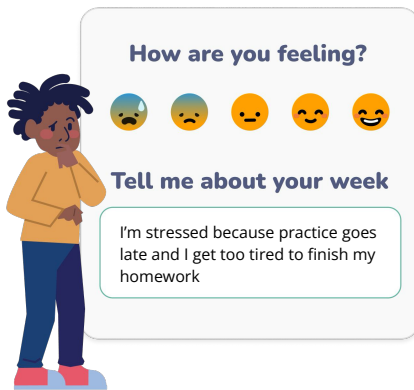 How are you feeling?
Tell me about your week
I'm stressed because practice goes
late and I get too tired to finish my
homework